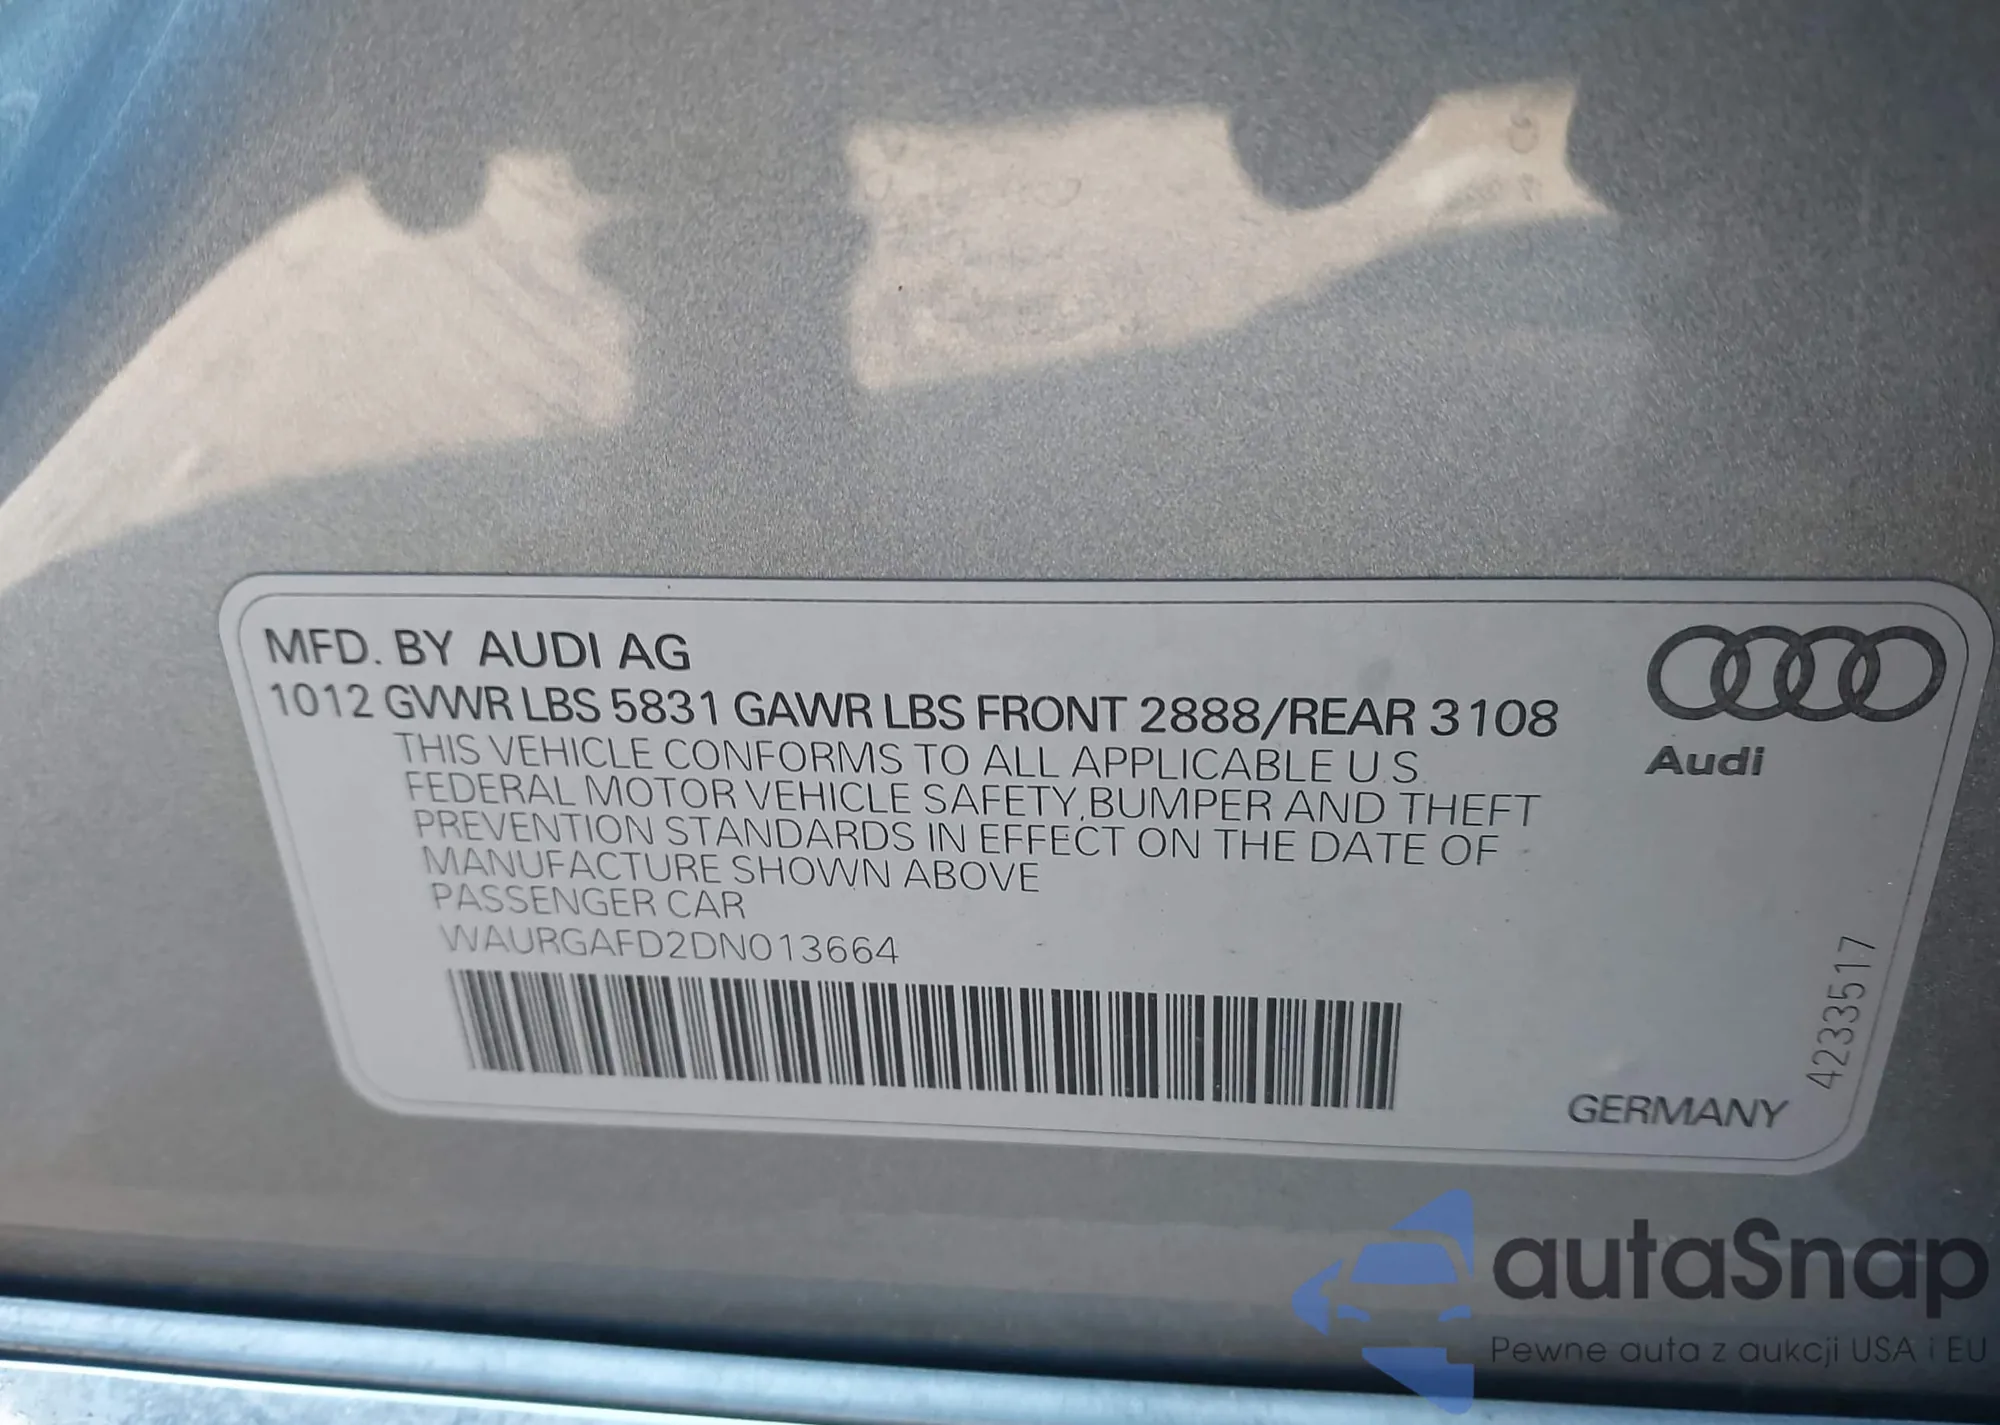 MFD. BY AUDI AG
1012 GVWR LBS 5831 GAWR LBS FRONT 2888/REAR 3108
THIS VEHICLE CONFORMS TO ALL APPLICABLE U.S.
FEDERAL MOTOR VEHICLE SAFETY,BUMPER AND THEFT
PREVENTION STANDARDS IN EFFECT ON THE DATE OF
MANUFACTURE SHOWN ABOVE
PASSENGER CAR
WAURGAFD2DN013664
Audi
4233517
GERMANY
autaSnap
Pewne auta z aukcji USA i EU